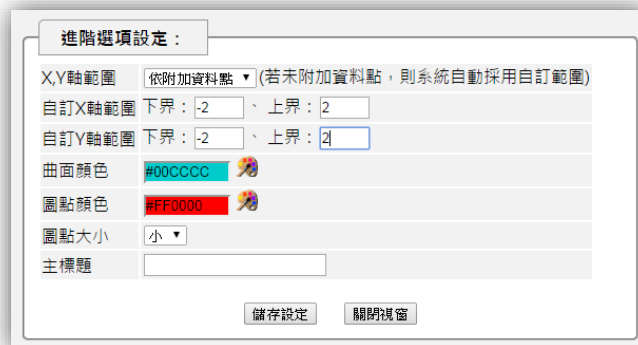 進階選項設定：
X,Y軸範圍 依附加資料點 (若未附加資料點，則系統自動採用自訂範圍)
自訂X軸範圍 下界：-2 、上界：2
自訂Y軸範圍 下界：-2 、上界：2
曲面顏色 #00CCCC
圖點顏色 #FF0000
圖點大小 小
主標題
儲存設定 關閉視窗